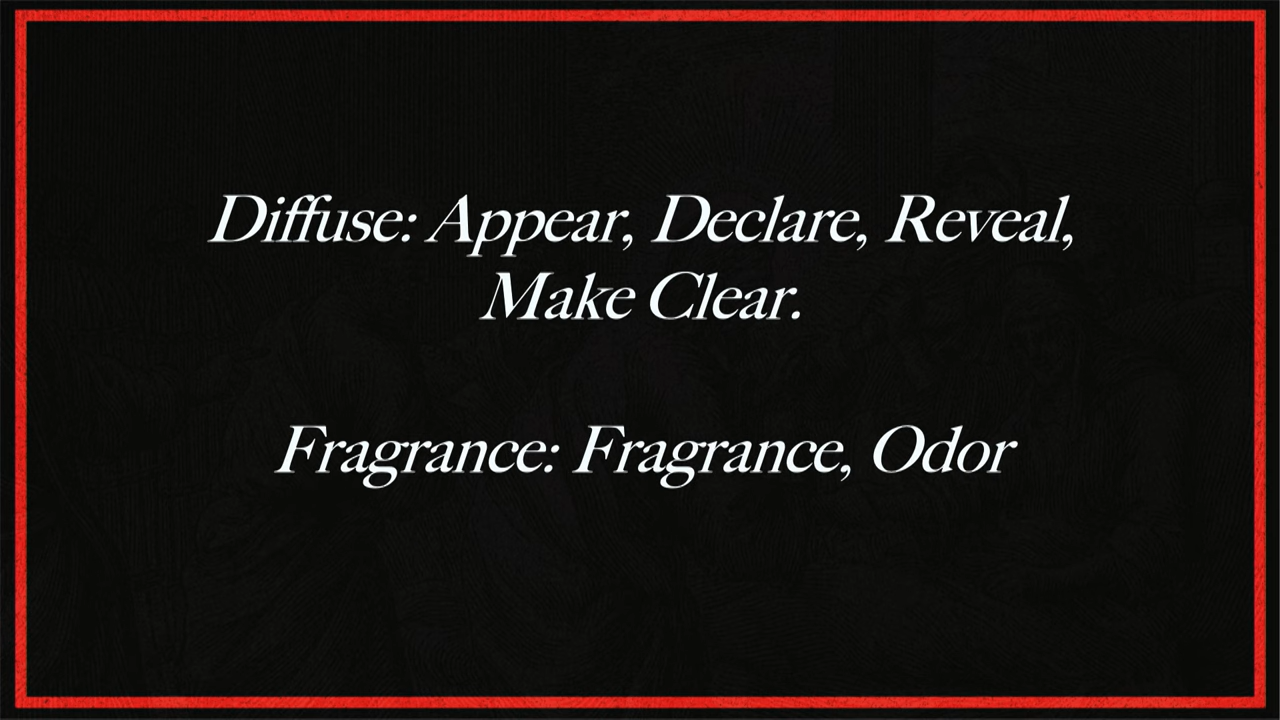 Diffuse: Appear, Declare, Reveal,
Make Clear.
Fragrance: Fragrance, Odor